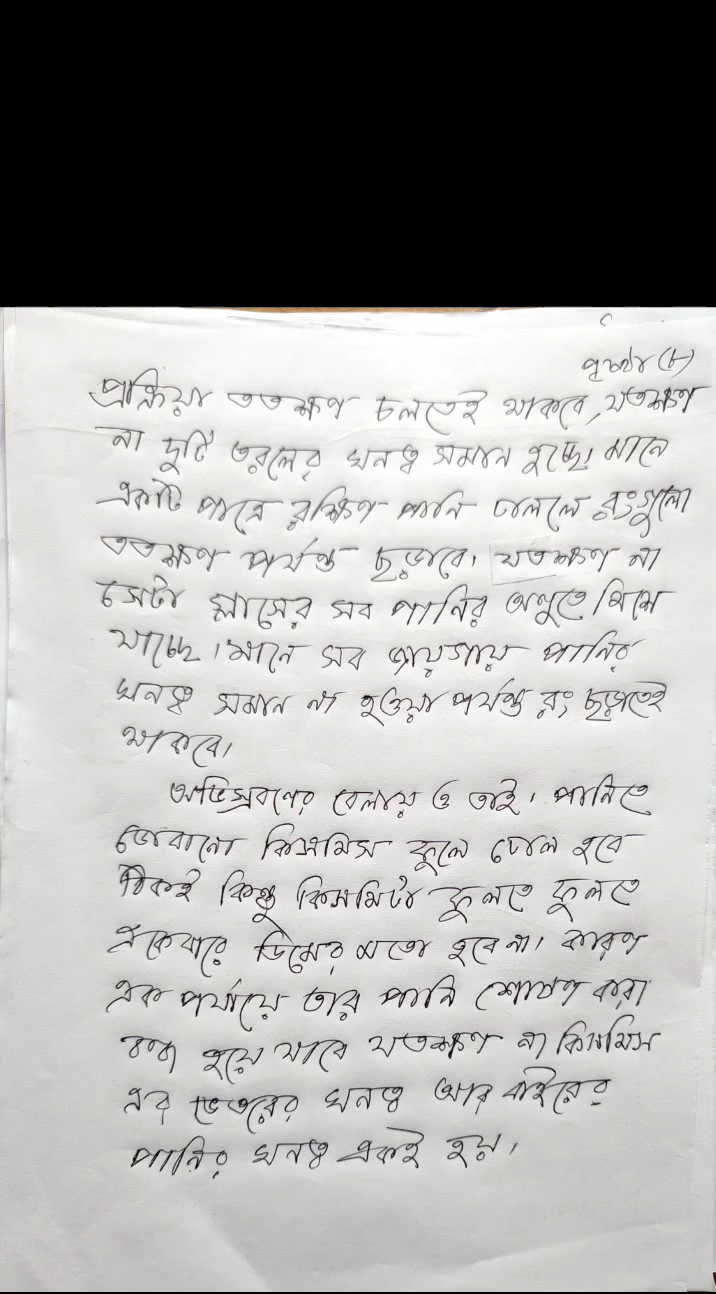 পৃষ্ঠা (৮)
প্রক্রিয়া ততক্ষণ চলতেই থাকবে, যতক্ষণ
না দুটি তরলের ঘনত্ব সমান হচ্ছে। মানে
একটি পাত্রে রক্ষিণ পানি ঢাললে রংগুলো
ততক্ষণ পর্যন্ত ছড়াবে। যতক্ষণ না
সেটা গ্লাসের সব পানির অনুতে মিশে
যাচ্ছে। মানে সব জায়গায় পানির
ঘনত্ব সমান না হওয়া পর্যন্ত রং ছড়াতেই
থাকবে।
অভিস্রবণের বেলায় ও তাই। পানিতে
ডোবানো কিসমিস ফুলে ঢোল হবে
ঠিকই কিন্তু কিসমিটা ফুলতে ফুলতে
একেবারে ডিমের মতো হবে না। কারণ
এক পর্যায়ে তার পানি শোষণ করা
বন্ধ হয়ে যাবে যতক্ষণ না কিসমিস
এর ভেতরের ঘনত্ব আর বাইরের
পানির ঘনত্ব একই হয়।